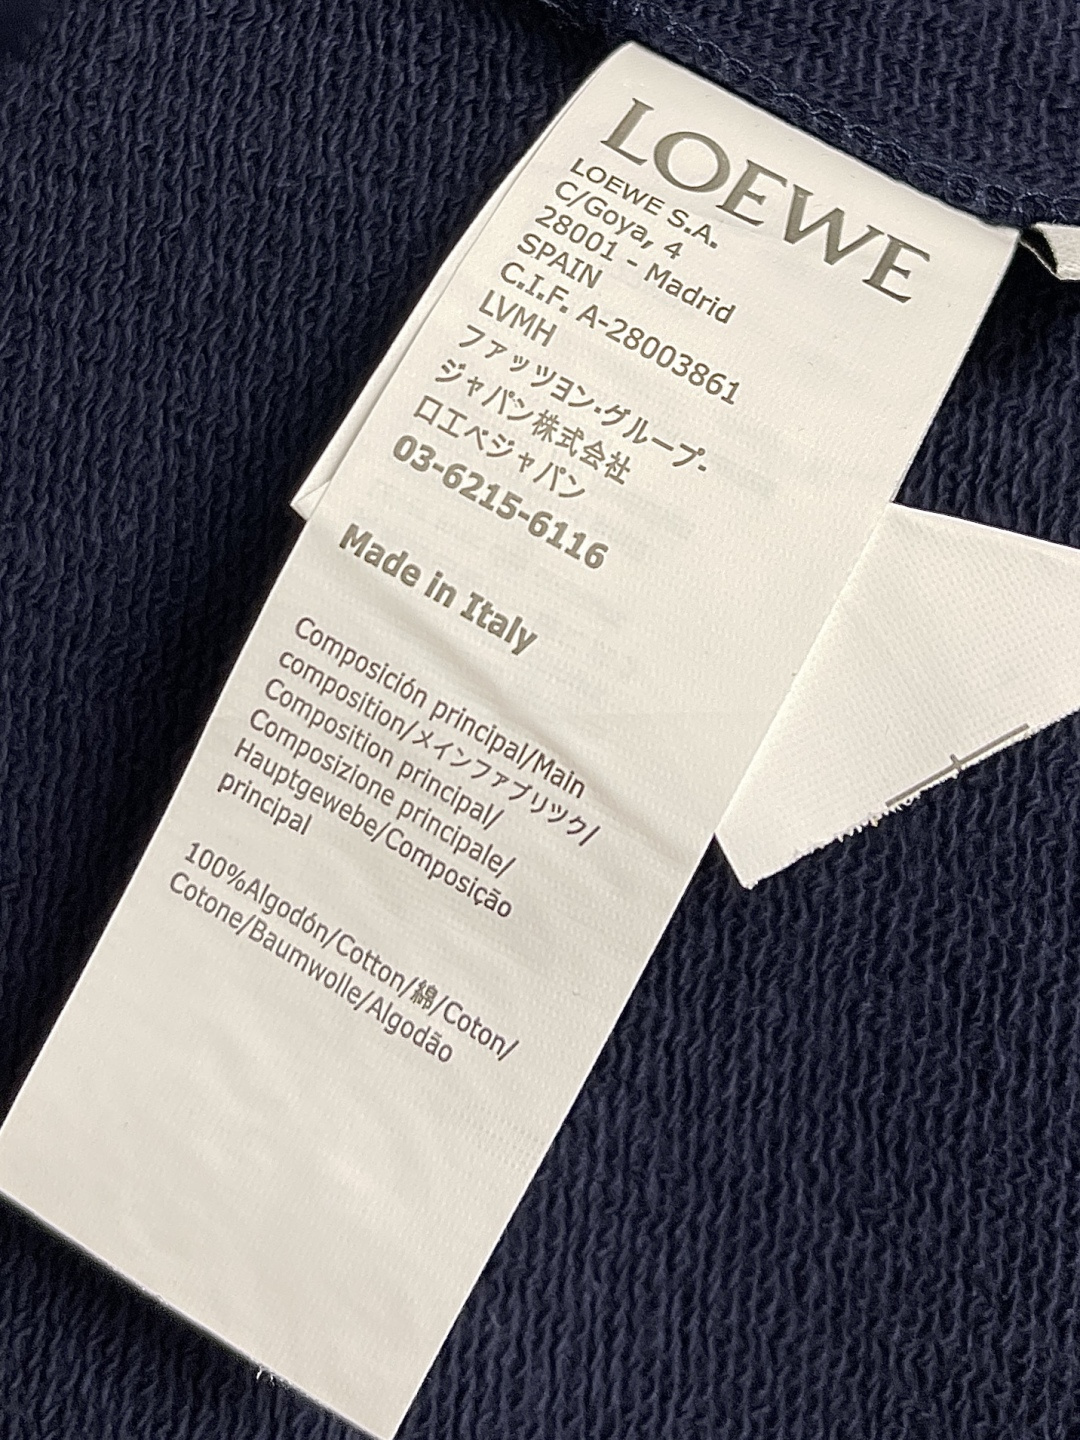 LOEWE
LOEWE S.A.
C/Goya, 4
28001 - Madrid
SPAIN
C.I.F. A-28003861
LVMH
ファッツヨン・グループ-
ジャパン株式会社
口エベジャパン
03-6215-6116
Made in Italy
Composición principal/Main
composition/メインファブリツク/
Composition principal/
Composizione principale/
Hauptgewebe/Composição
principal
100%Algodón/Cotton/綿/Coton/
Cotone/Baumwolle/Algodão